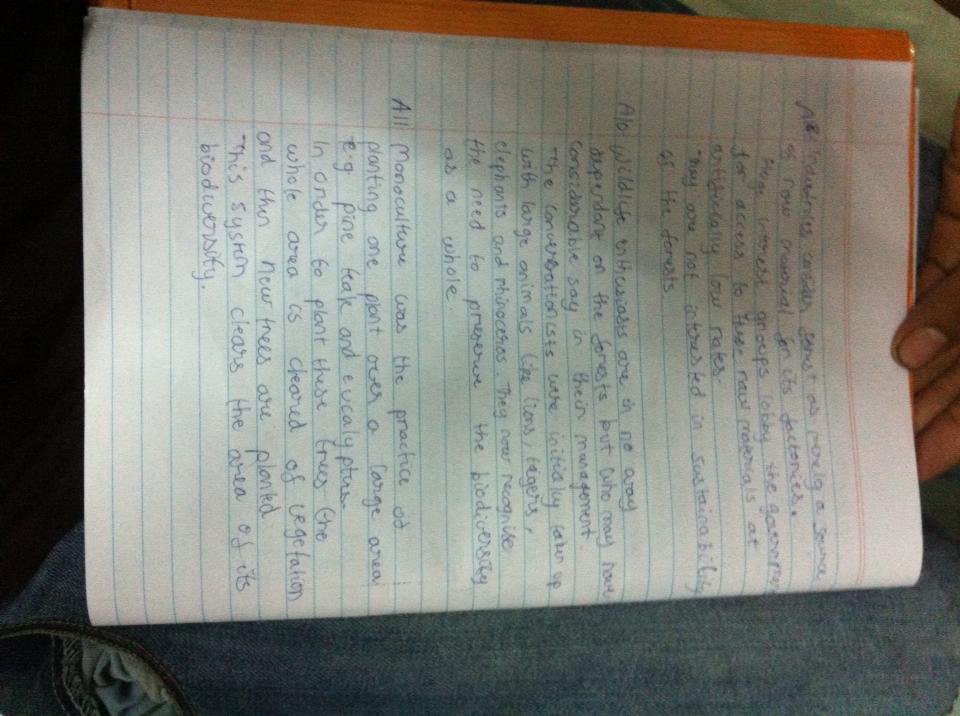 A8 Industries consider forest as merely a source
of raw material for its factories.
Huge interest groups lobby the government
for access to these raw materials at
artificially low rates.
They are not interested in sustainability
of the forests.
A10 Wildlife enthusiasts are in no way
dependent on the forests but who may have
considerable say in their management.
The conversationists were initially taken up
with large animals like lions, tigers,
elephants and rhinoceros. They now recognise
the need to preserve the biodiversity
as a whole.
A11 Monoculture was the practice of
planting one plant over a large area
e.g pine teak and eucalyptus.
In order to plant these trees the
whole area is cleared of vegetation
and then new trees are planted
This system clears the area of its
biodiversity.